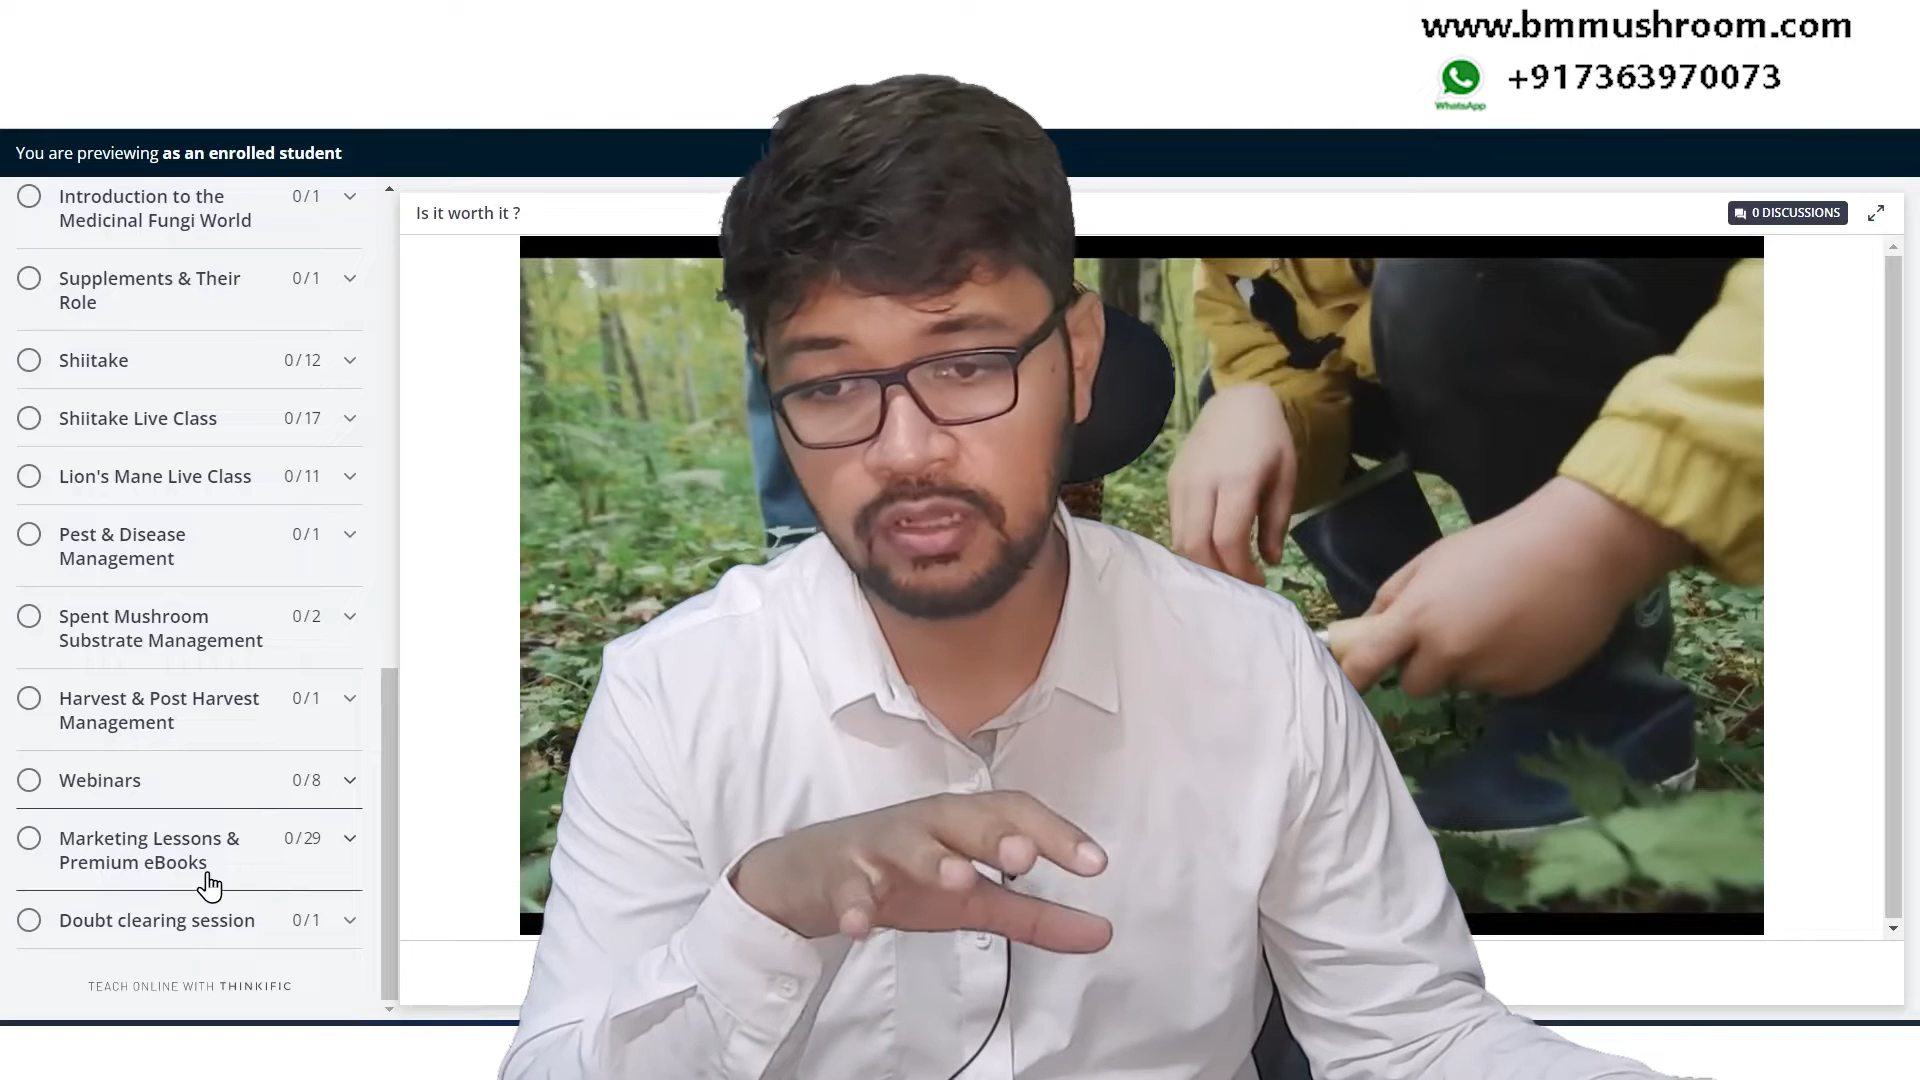 www.bmmushroom.com
WhatsApp
+917363970073
You are previewing as an enrolled student
Introduction to the
Medicinal Fungi World
0/1
Supplements & Their
Role
0/1
Shiitake
0/12
Shiitake Live Class
0/17
Lion's Mane Live Class
0/11
Pest & Disease
Management
0/1
Spent Mushroom
Substrate Management
0/2
Harvest & Post Harvest
Management
0/1
Webinars
0/8
Marketing Lessons &
Premium eBooks
0/29
Doubt clearing session
0/1
TEACH ONLINE WITH THINKIFIC
Is it worth it ?
0 DISCUSSIONS